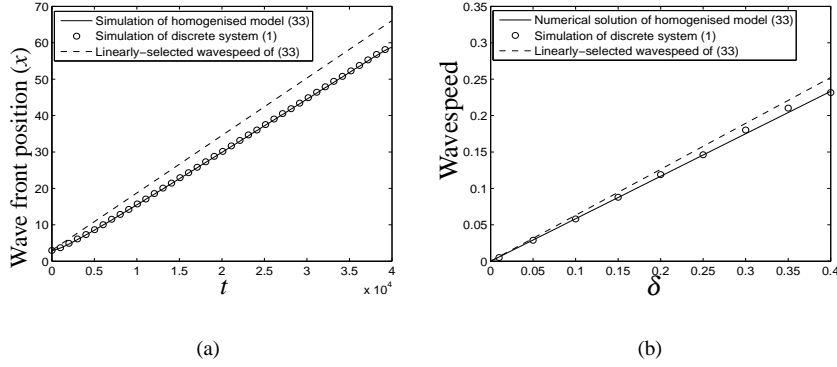 Wave front position (x)
70
60
50
40
30
20
10
0
Simulation of homogenised model (33)
Simulation of discrete system (1)
Linearly−selected wavespeed of (33)
0
0.5
1
1.5
2
2.5
3
3.5
4
x 10⁴
t
(a)
Wavespeed
0.35
0.3
0.25
0.2
0.15
0.1
0.05
0
Numerical solution of homogenised model (33)
Simulation of discrete system (1)
Linearly−selected wavespeed of (33)
0
0.05
0.1
0.15
0.2
0.25
0.3
0.35
0.4
δ
(b)